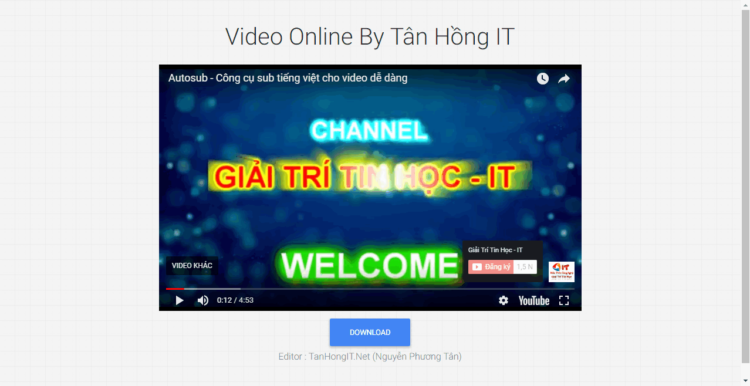 Video Online By Tân Hồng IT
Autosub - Công cụ sub tiếng việt cho video dễ dàng
CHANNEL
GIẢI TRÍ TIN HỌC - IT
WELCOME
Giải Trí Tin Học - IT
Đăng ký 1,5 N
VIDEO KHÁC
IT
0:12 / 4:53
YouTube
DOWNLOAD
Editor : TanHongIT.Net (Nguyễn Phương Tân)